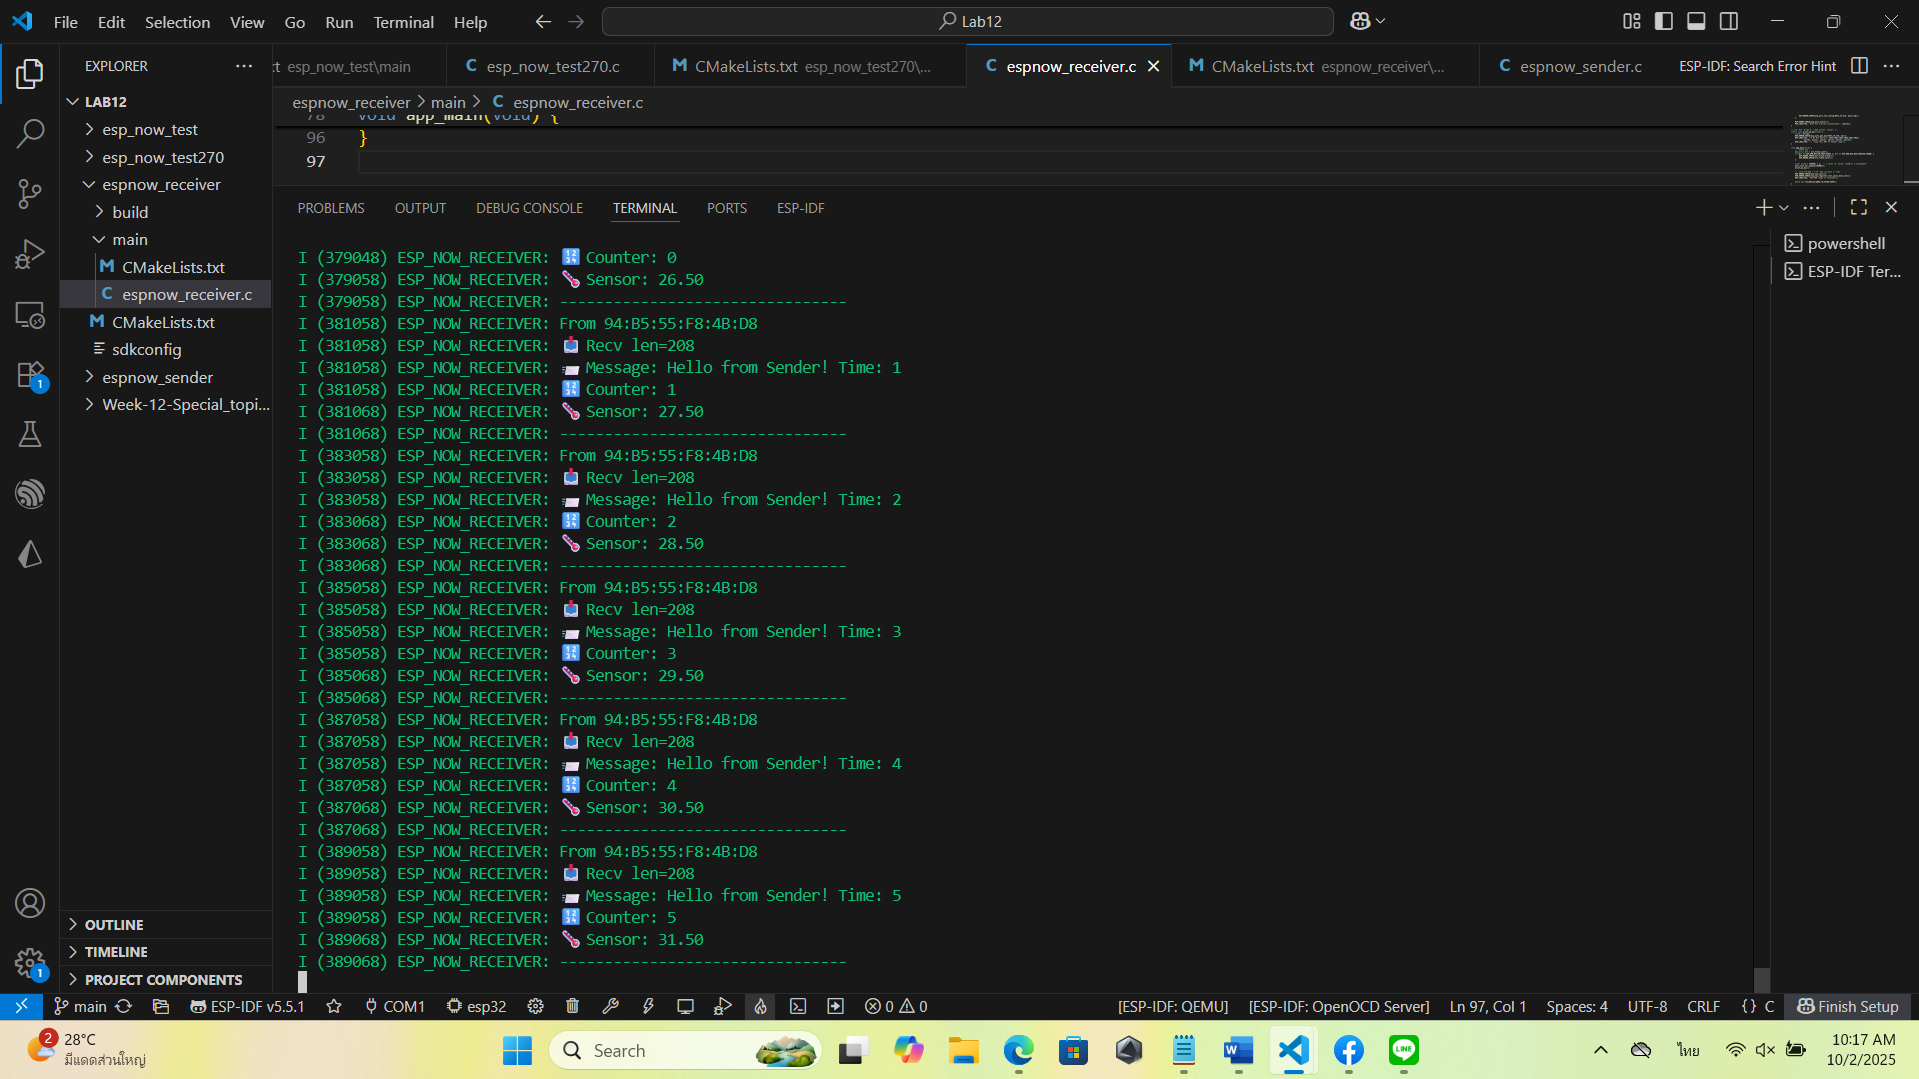 File Edit Selection View Go Run Terminal Help
Lab12
EXPLORER
LAB12
esp_now_test
esp_now_test270
espnow_receiver
build
main
M CMakeLists.txt
C espnow_receiver.c
M CMakeLists.txt
sdkconfig
espnow_sender
Week-12-Special_topi...
OUTLINE
TIMELINE
PROJECT COMPONENTS
esp_now_test\main
C esp_now_test270.c
M CMakeLists.txt esp_now_test270\...
C espnow_receiver.c
M CMakeLists.txt espnow_receiver\...
C espnow_sender.c
ESP-IDF: Search Error Hint
espnow_receiver > main > C espnow_receiver.c
78 void app_main(void) {
96 }
97
PROBLEMS OUTPUT DEBUG CONSOLE TERMINAL PORTS ESP-IDF
powershell
ESP-IDF Ter...
I (379048) ESP_NOW_RECEIVER: 🔢 Counter: 0
I (379058) ESP_NOW_RECEIVER: 🌡 Sensor: 26.50
I (379058) ESP_NOW_RECEIVER: --------------------------------
I (381058) ESP_NOW_RECEIVER: From 94:B5:55:F8:4B:D8
I (381058) ESP_NOW_RECEIVER: 📥 Recv len=208
I (381058) ESP_NOW_RECEIVER: 📨 Message: Hello from Sender! Time: 1
I (381058) ESP_NOW_RECEIVER: 🔢 Counter: 1
I (381068) ESP_NOW_RECEIVER: 🌡 Sensor: 27.50
I (381068) ESP_NOW_RECEIVER: --------------------------------
I (383058) ESP_NOW_RECEIVER: From 94:B5:55:F8:4B:D8
I (383058) ESP_NOW_RECEIVER: 📥 Recv len=208
I (383058) ESP_NOW_RECEIVER: 📨 Message: Hello from Sender! Time: 2
I (383068) ESP_NOW_RECEIVER: 🔢 Counter: 2
I (383068) ESP_NOW_RECEIVER: 🌡 Sensor: 28.50
I (383068) ESP_NOW_RECEIVER: --------------------------------
I (385058) ESP_NOW_RECEIVER: From 94:B5:55:F8:4B:D8
I (385058) ESP_NOW_RECEIVER: 📥 Recv len=208
I (385058) ESP_NOW_RECEIVER: 📨 Message: Hello from Sender! Time: 3
I (385058) ESP_NOW_RECEIVER: 🔢 Counter: 3
I (385068) ESP_NOW_RECEIVER: 🌡 Sensor: 29.50
I (385068) ESP_NOW_RECEIVER: --------------------------------
I (387058) ESP_NOW_RECEIVER: From 94:B5:55:F8:4B:D8
I (387058) ESP_NOW_RECEIVER: 📥 Recv len=208
I (387058) ESP_NOW_RECEIVER: 📨 Message: Hello from Sender! Time: 4
I (387058) ESP_NOW_RECEIVER: 🔢 Counter: 4
I (387068) ESP_NOW_RECEIVER: 🌡 Sensor: 30.50
I (387068) ESP_NOW_RECEIVER: --------------------------------
I (389058) ESP_NOW_RECEIVER: From 94:B5:55:F8:4B:D8
I (389058) ESP_NOW_RECEIVER: 📥 Recv len=208
I (389058) ESP_NOW_RECEIVER: 📨 Message: Hello from Sender! Time: 5
I (389058) ESP_NOW_RECEIVER: 🔢 Counter: 5
I (389068) ESP_NOW_RECEIVER: 🌡 Sensor: 31.50
I (389068) ESP_NOW_RECEIVER: --------------------------------
main ESP-IDF v5.5.1 COM1 esp32 0 0 [ESP-IDF: QEMU] [ESP-IDF: OpenOCD Server] Ln 97, Col 1 Spaces: 4 UTF-8 CRLF {} C Finish Setup
2 28°C
มีแดดส่วนใหญ่
Search
ไทย
10:17 AM
10/2/2025